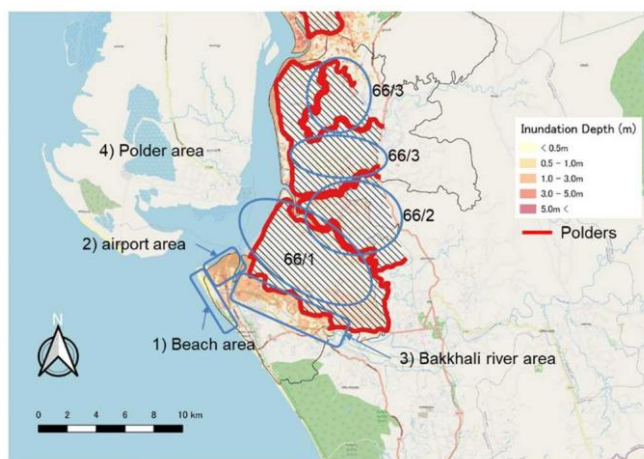 66/3
66/3
4) Polder area
66/2
2) airport area
66/1
1) Beach area
3) Bakkhali river area
Inundation Depth (m)
< 0.5m
0.5 - 1.0m
1.0 - 3.0m
3.0 - 5.0m
5.0m <
Polders
0 2 4 6 8 10 km